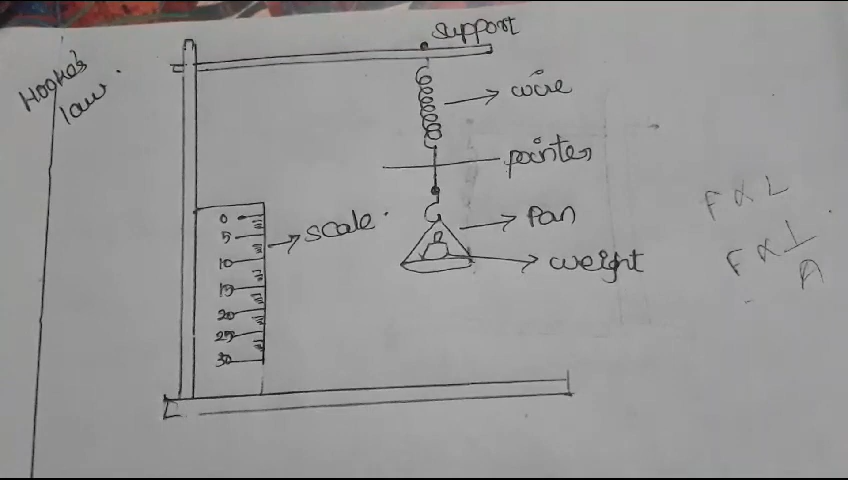 Hooke's
law.
support
wire
pointer
Pan
weight
scale.
0
5
10
15
20
25
30
F α L
F α 1/A